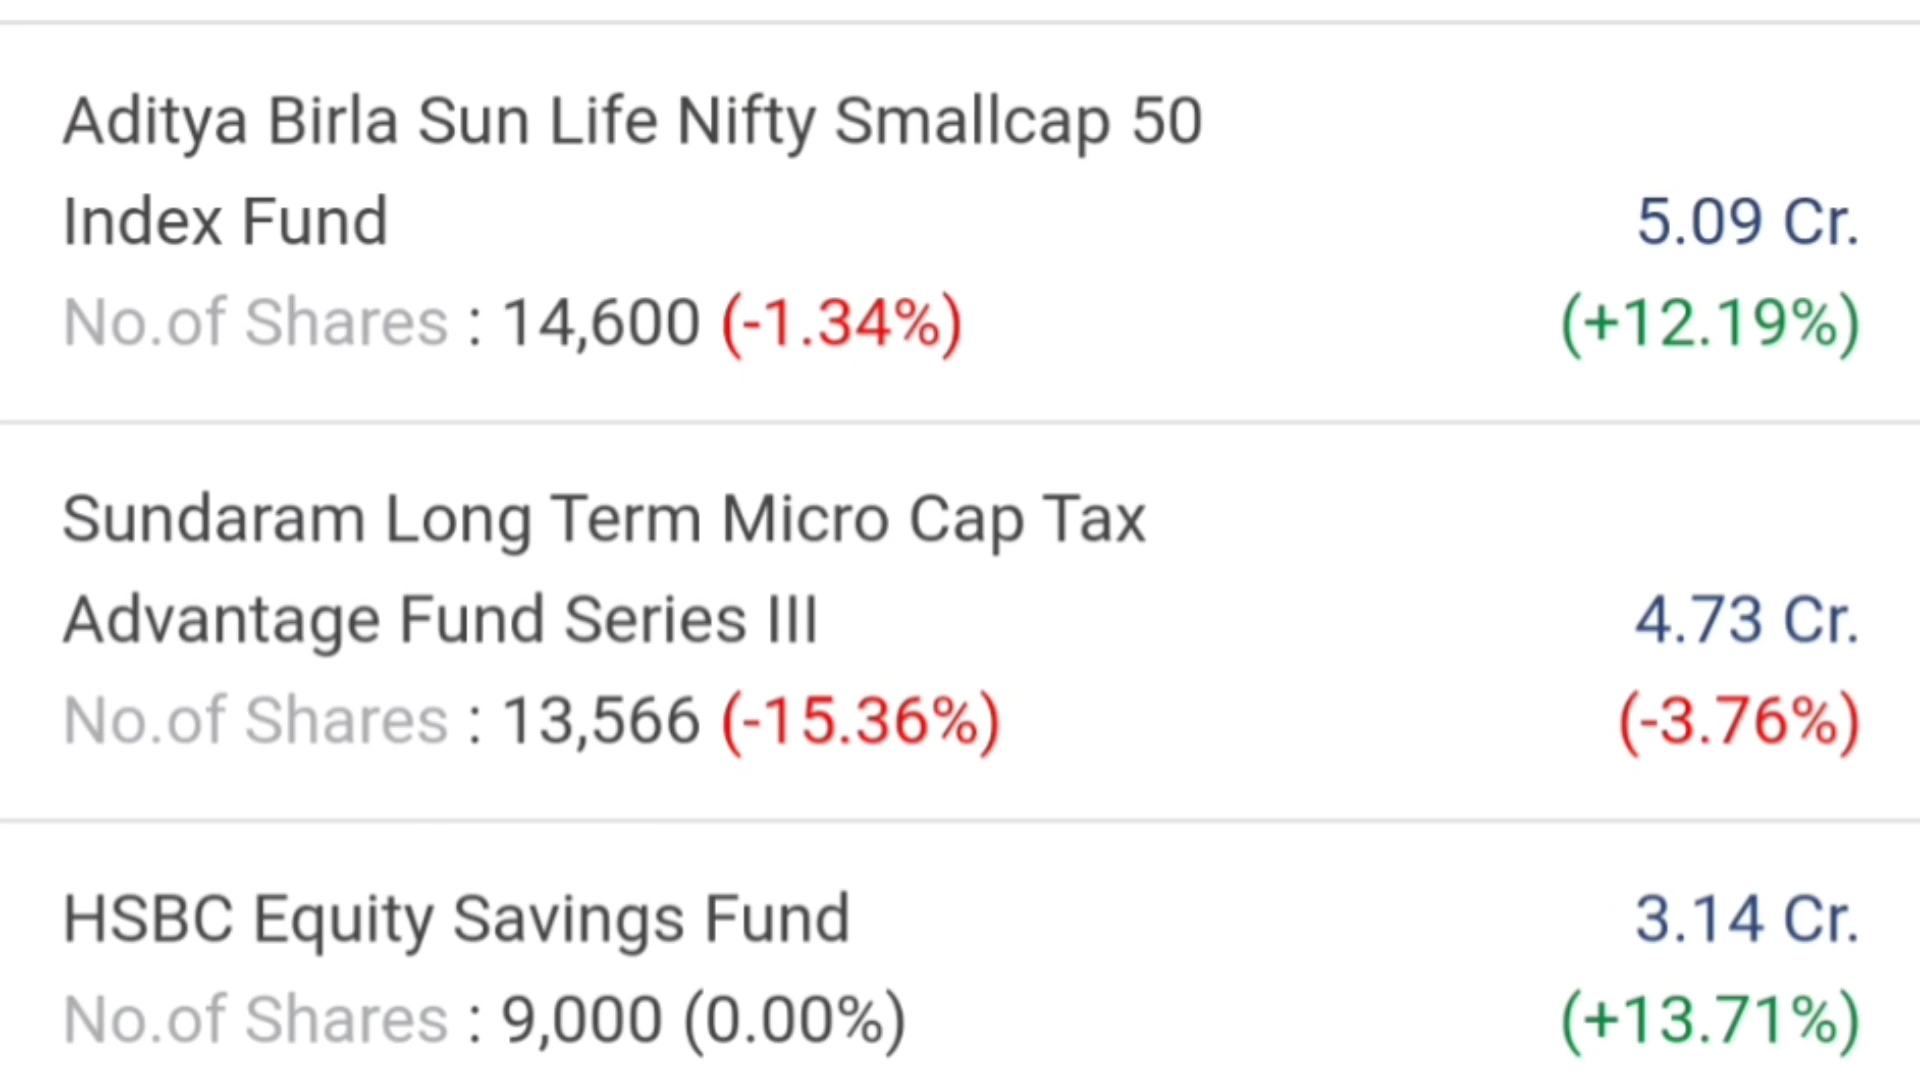 Aditya Birla Sun Life Nifty Smallcap 50
Index Fund
5.09 Cr.
No.of Shares : 14,600 (-1.34%)
(+12.19%)
Sundaram Long Term Micro Cap Tax
Advantage Fund Series III
4.73 Cr.
No.of Shares : 13,566 (-15.36%)
(-3.76%)
HSBC Equity Savings Fund
3.14 Cr.
No.of Shares : 9,000 (0.00%)
(+13.71%)